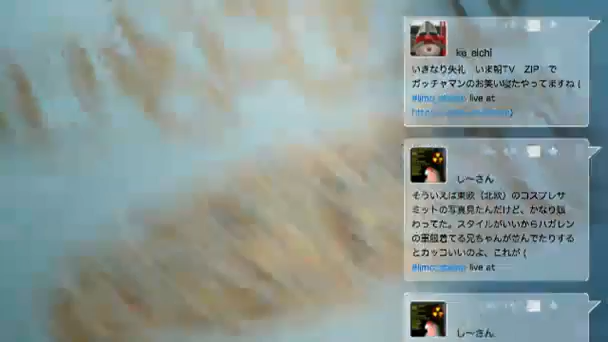 ko_aichi
いきなり失礼　いま朝TV　ZIP　で
ガッチャマンのお笑い寝たやってますね (
live at
し～さん
そういえば東欧（北欧）のコスプレサ
ミットの写真見たんだけど、かなり賑
わってた。スタイルがいいからハガレン
の軍服着てる兄ちゃんが並んでたりする
とカッコいいのよ、これが (
live at
し～さん